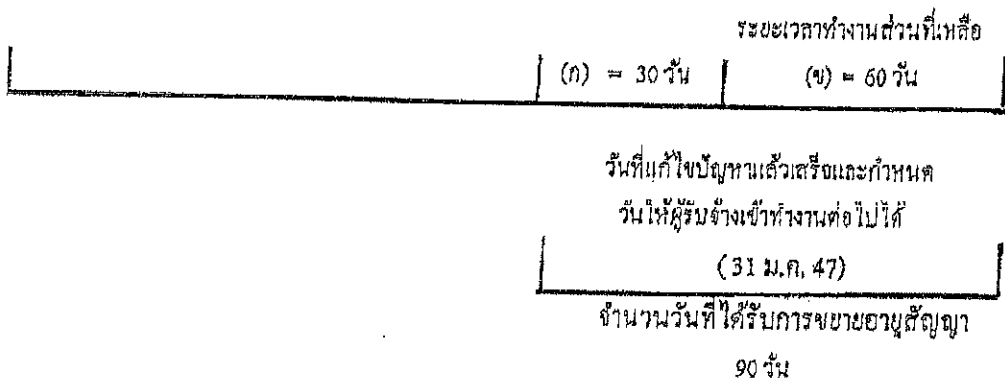 ระยะเวลาทำงานส่วนที่เหลือ
(ก) = 30 วัน (ข) = 60 วัน
วันที่แก้ไขปัญหาแล้วเสร็จและกำหนด
วันให้ผู้รับจ้างเข้าทำงานต่อไปได้
(31 ม.ค. 47)
จำนวนวันที่ได้รับการขยายอายุสัญญา
90 วัน